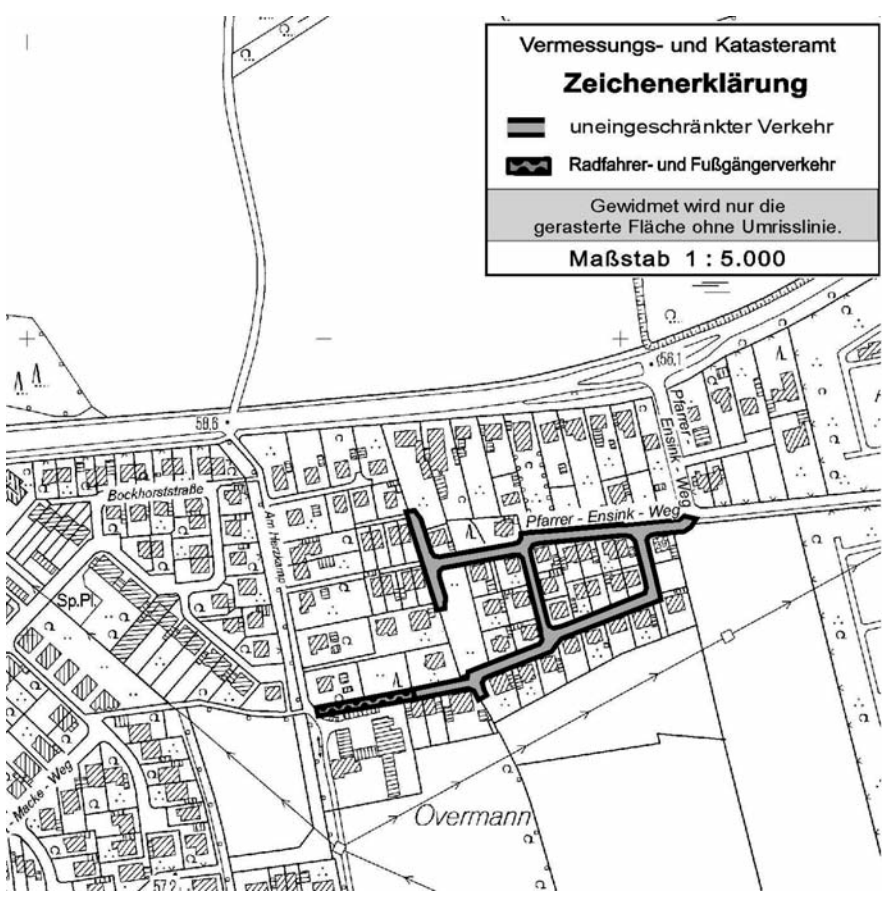 Vermessungs- und Katasteramt
Zeichenerklärung
uneingeschränkter Verkehr
Radfahrer- und Fußgängerverkehr
Gewidmet wird nur die
gerasterte Fläche ohne Umrisslinie.
Maßstab 1 : 5.000
56,1
58,6
Pfarrer -
Ensink - Weg
Bockhorststraße
Am Herzkamp
Pfarrer - Ensink - Weg
Sp.Pl.
- Macke - Weg
Overmann
57,2